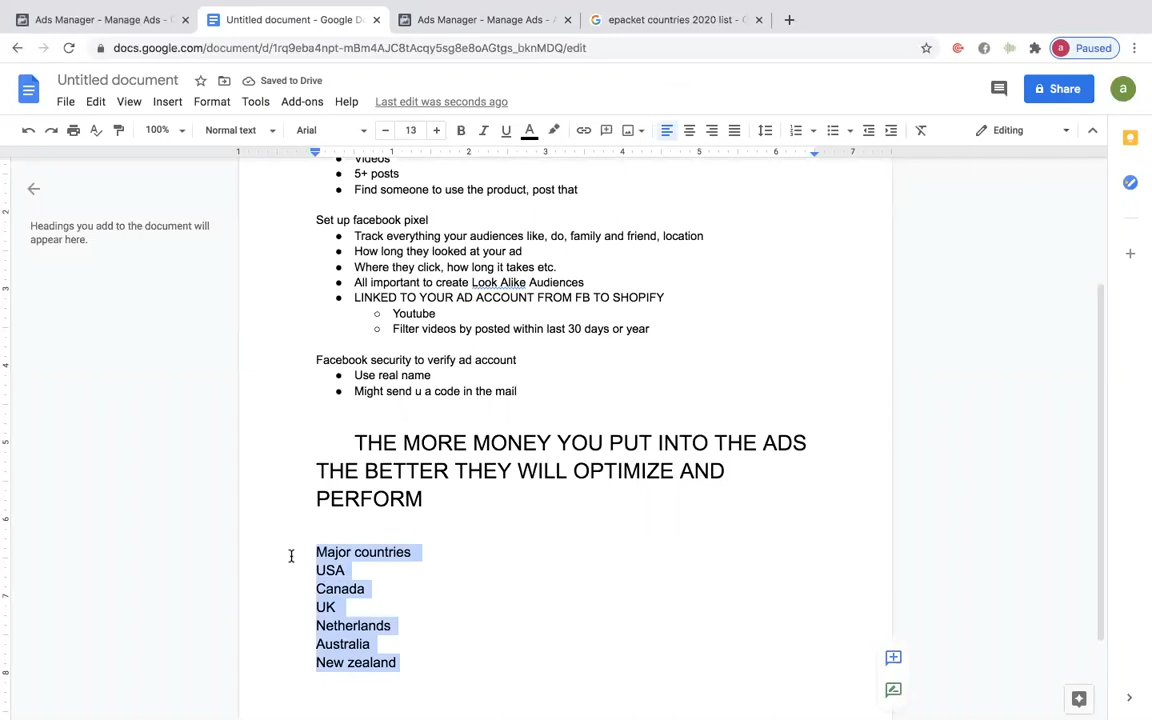 Ads Manager - Manage Ads -
Untitled document - Google D
Ads Manager - Manage Ads -
epacket countries 2020 list -
docs.google.com/document/d/1rq9eba4npt-mBm4AJC8tAcqy5sg8e8oAGtgs_bknMDQ/edit
a Paused
Untitled document
Saved to Drive
File Edit View Insert Format Tools Add-ons Help Last edit was seconds ago
Share
a
100% Normal text Arial 13 Editing
1 1 2 3 4 5 6 7
Headings you add to the document will
appear here.
Videos
5+ posts
Find someone to use the product, post that
Set up facebook pixel
Track everything your audiences like, do, family and friend, location
How long they looked at your ad
Where they click, how long it takes etc.
All important to create Look Alike Audiences
LINKED TO YOUR AD ACCOUNT FROM FB TO SHOPIFY
Youtube
Filter videos by posted within last 30 days or year
Facebook security to verify ad account
Use real name
Might send u a code in the mail
THE MORE MONEY YOU PUT INTO THE ADS
THE BETTER THEY WILL OPTIMIZE AND
PERFORM
Major countries
USA
Canada
UK
Netherlands
Australia
New zealand